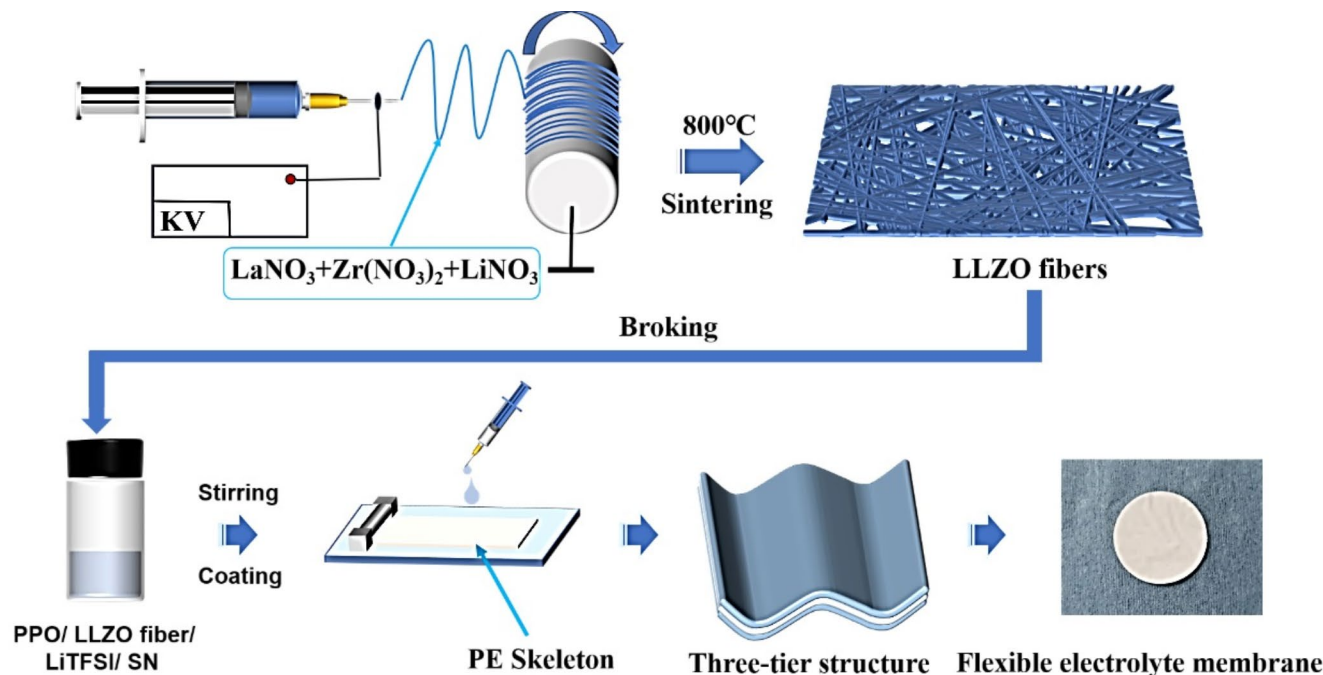 KV
LaNO₃+Zr(NO₃)₂+LiNO₃
800℃
Sintering
LLZO fibers
Broking
PPO/ LLZO fiber/
LiTFSI/ SN
Stirring
Coating
PE Skeleton
Three-tier structure
Flexible electrolyte membrane